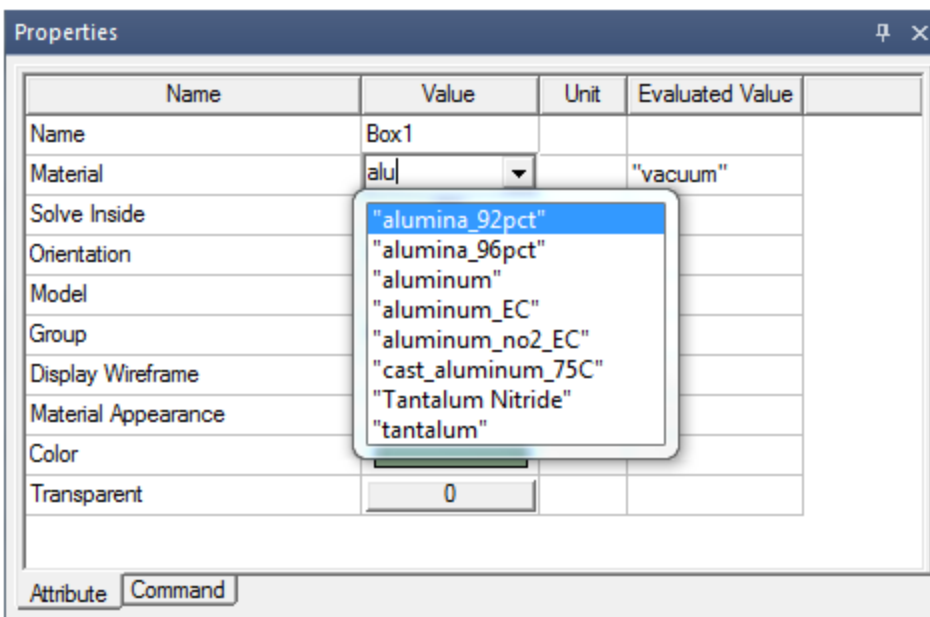 Properties
Name Value Unit Evaluated Value
Name Box1
Material alu "vacuum"
Solve Inside "alumina_92pct"
Orientation "alumina_96pct"
Model "aluminum"
Group "aluminum_EC"
Display Wireframe "aluminum_no2_EC"
Material Appearance "cast_aluminum_75C"
Color "Tantalum Nitride"
"tantalum"
Transparent 0
Attribute Command